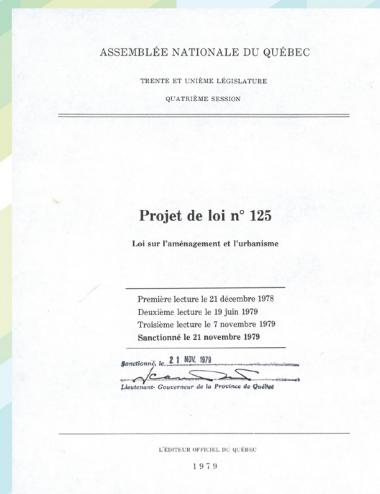 ASSEMBLÉE NATIONALE DU QUÉBEC
TRENTE ET UNIÈME LÉGISLATURE
QUATRIÈME SESSION
Projet de loi n° 125
Loi sur l'aménagement et l'urbanisme
Première lecture le 21 décembre 1978
Deuxième lecture le 19 juin 1979
Troisième lecture le 7 novembre 1979
Sanctionné le 21 novembre 1979
Sanctionné, le 21 NOV. 1979
Lieutenant-Gouverneur de la Province de Québec
L'ÉDITEUR OFFICIEL DU QUÉBEC
1979